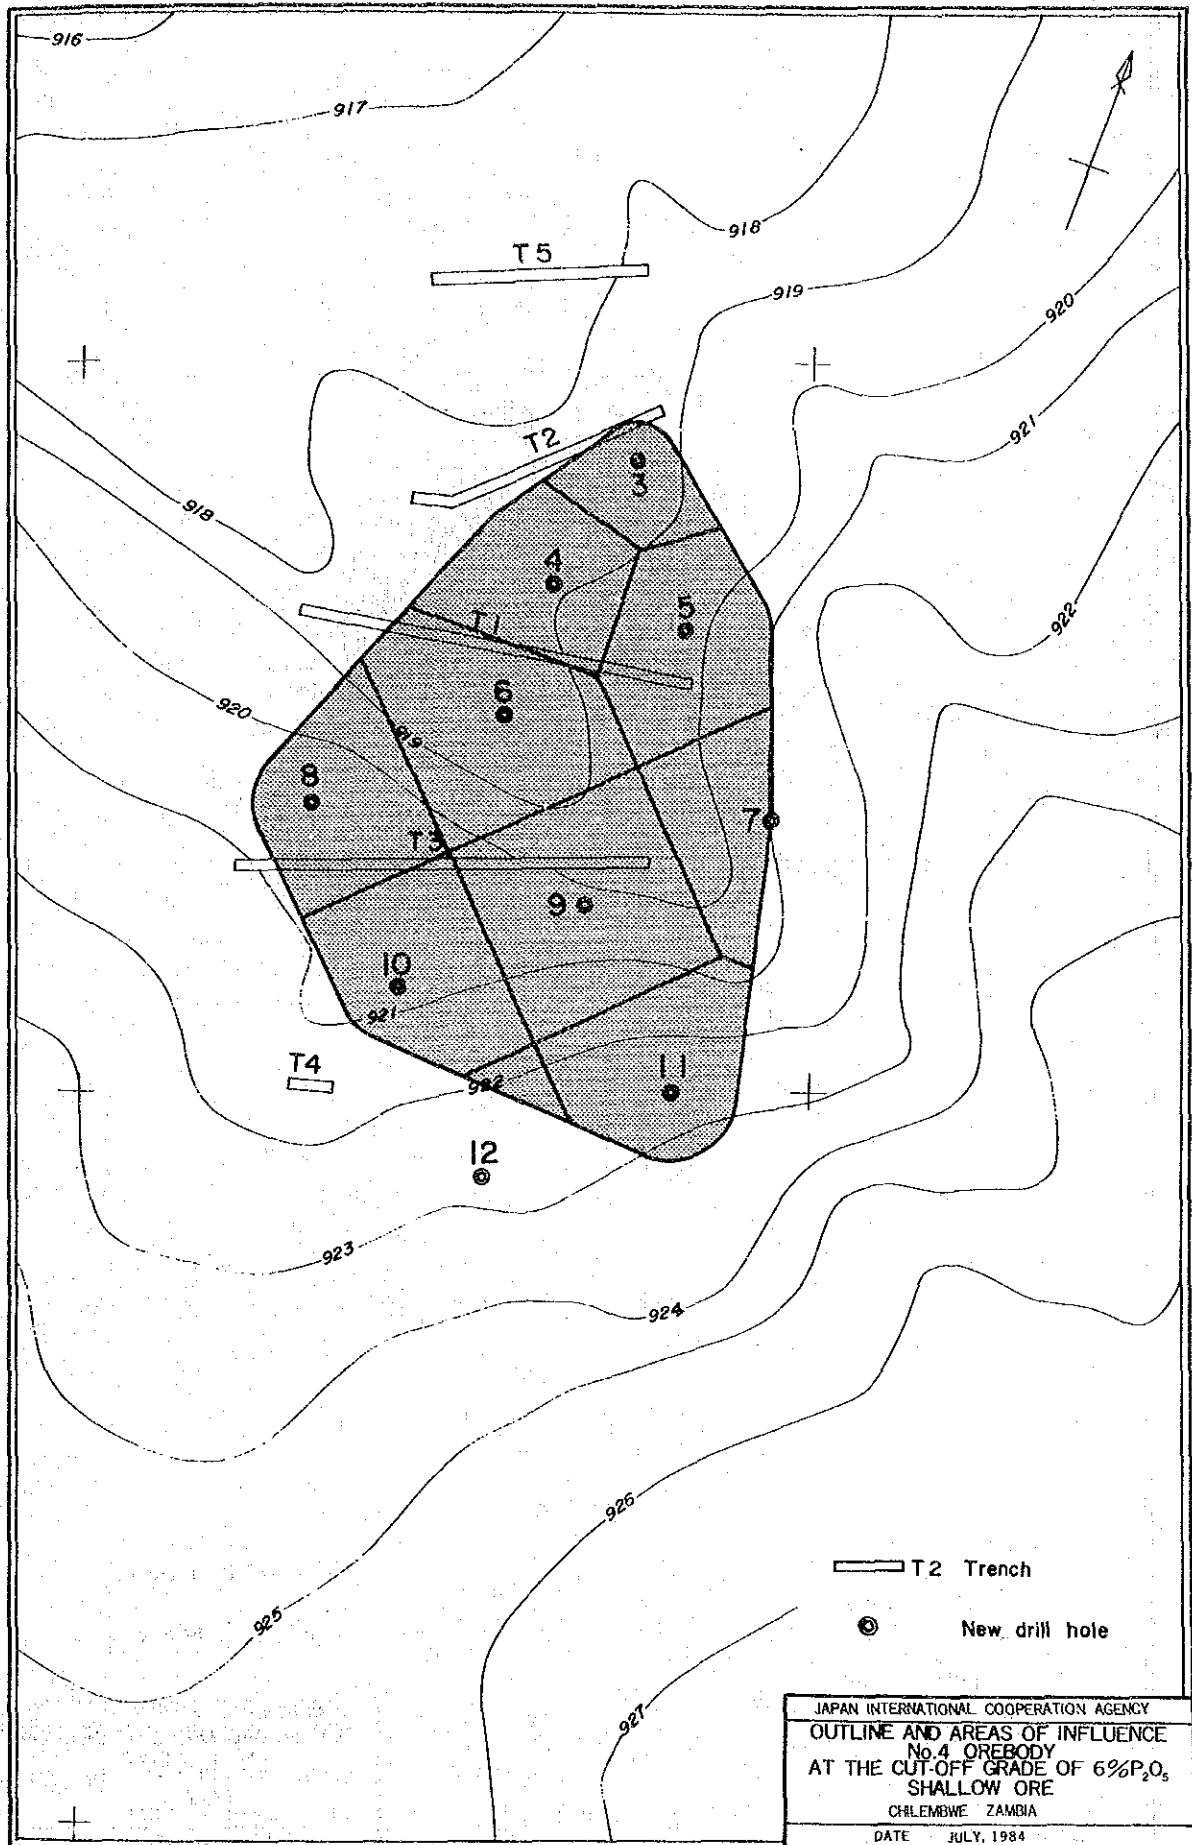 916
917
918
T5
919
920
921
T2
3
918
4
T1
5
922
6
920
919
8
7
T3
9
10
921
T4
922
11
12
923
924
926
T2 Trench
925
New drill hole
927
JAPAN INTERNATIONAL COOPERATION AGENCY
OUTLINE AND AREAS OF INFLUENCE
No.4 OREBODY
AT THE CUT-OFF GRADE OF 6%P₂O₅
SHALLOW ORE
CHILEMBWE ZAMBIA
DATE JULY, 1984